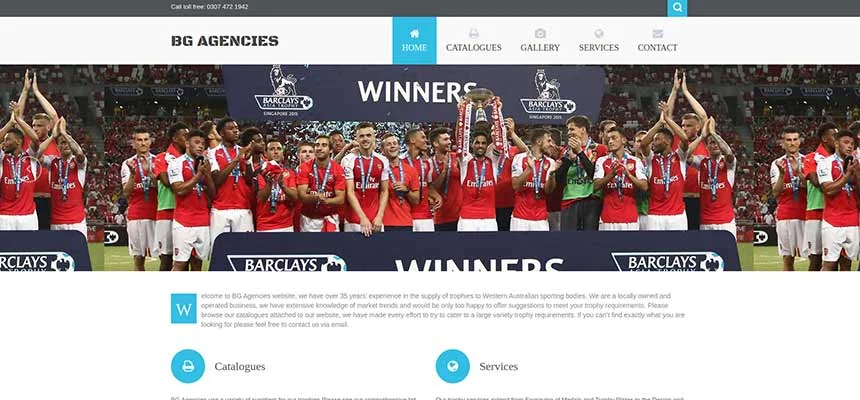 Call toll free: 0307 472 1942
BG AGENCIES
HOME
CATALOGUES
GALLERY
SERVICES
CONTACT
BARCLAYS
ASIA TROPHY
SINGAPORE 2015
WINNERS
BARCLAYS
ASIA TROPHY
SINGAPORE 2015
BARCLAYS
ASIA TROPHY
WINNERS
BARCLAYS
Welcome to BG Agencies website, we have over 35 years' experience in the supply of trophies to Western Australian sporting bodies. We are a locally owned and
operated business, we have extensive knowledge of market trends and would be only too happy to offer suggestions to meet your trophy requirements. Please
browse our catalogues attached to our website, we have made every effort to try to cater to a large variety trophy requirements. If you can't find exactly what you are
looking for please feel free to contact us via email.
Catalogues
Services